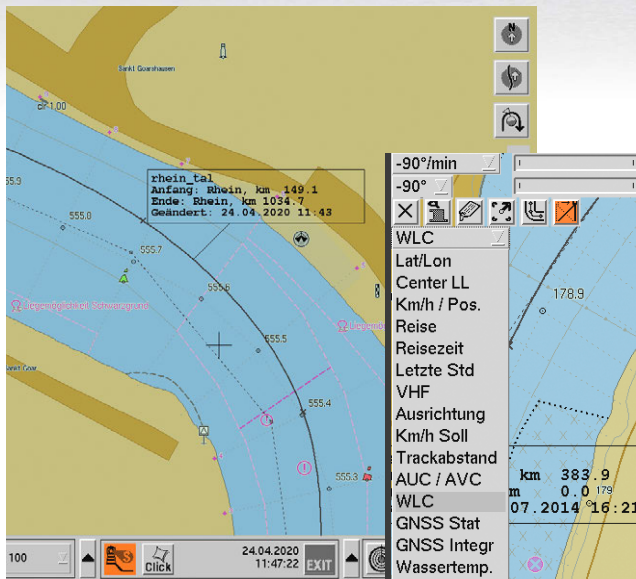 N
Sankt Goarshausen
1,00
rhein_tal
Anfang: Rhein, km 149.1
Ende: Rhein, km 1034.7
Geändert: 24.04.2020 11:43
555.8
555.7
555.6
555.5
555.4
555.3
100
Click
24.04.2020
11:47:22
EXIT
-90°/min
-90°
WLC
Lat/Lon
Center LL
Km/h / Pos.
Reise
Reisezeit
Letzte Std
VHF
Ausrichtung
Km/h Soll
Trackabstand
AUC / AVC
WLC
GNSS Stat
GNSS Integr
Wassertemp.
178.9
km 383.9
m 0.0
179
07.2014 16:21